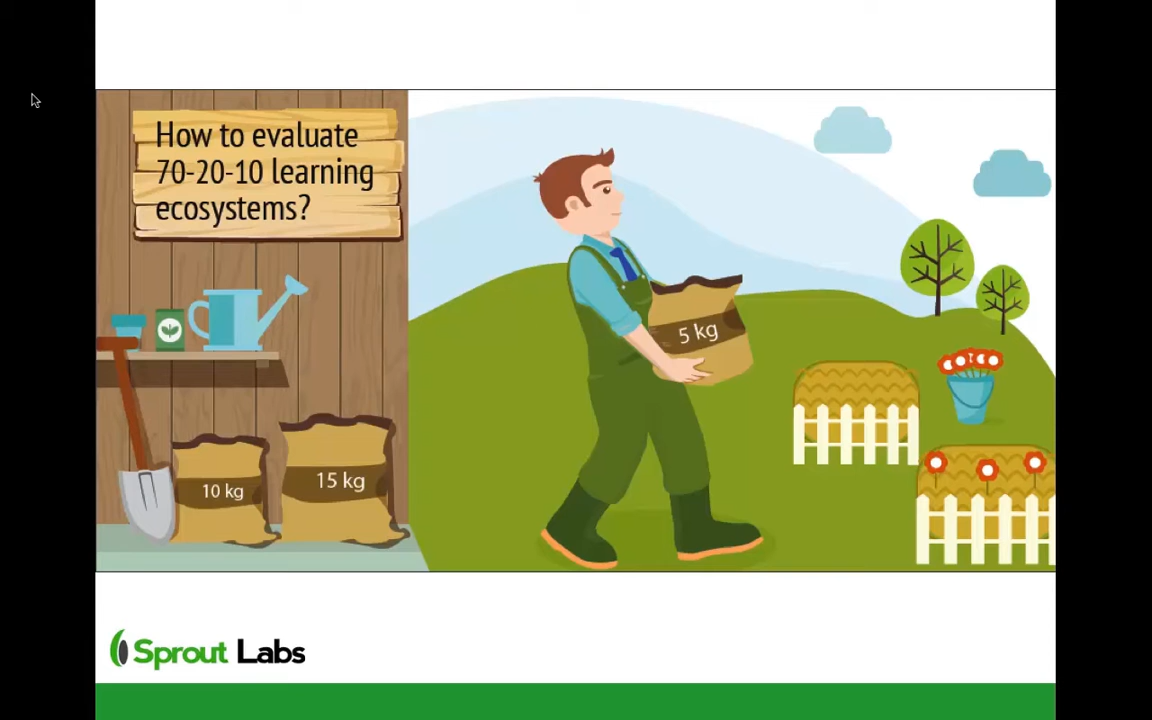 How to evaluate
70-20-10 learning
ecosystems?
5 kg
10 kg
15 kg
Sprout Labs